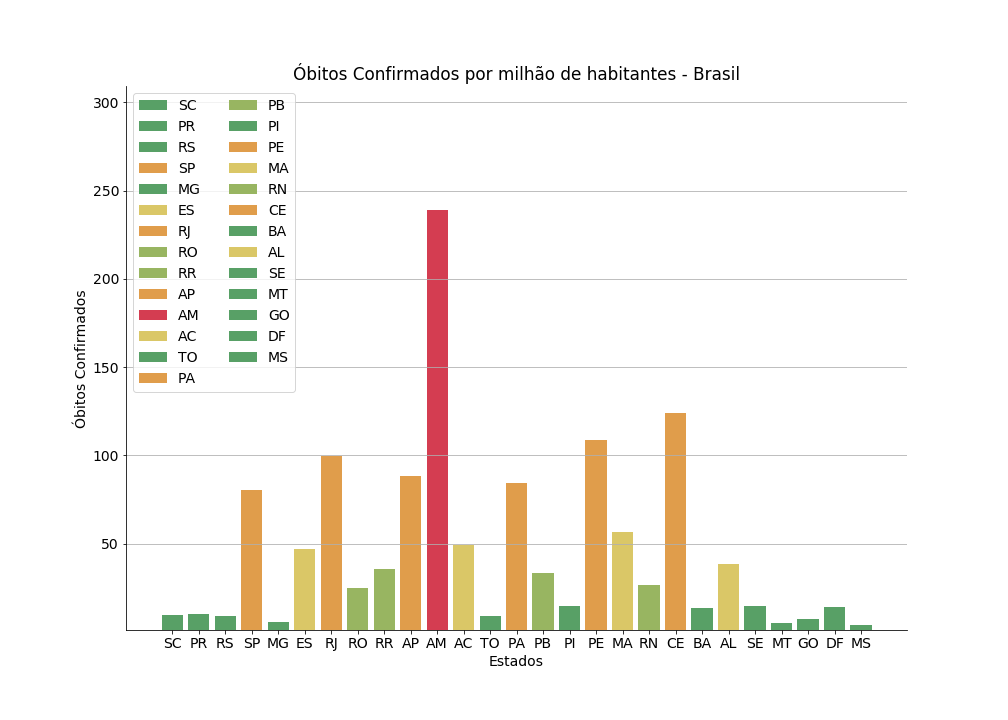 Óbitos Confirmados por milhão de habitantes - Brasil
300
250
200
150
100
50
Óbitos Confirmados
SC
PR
RS
SP
MG
ES
RJ
RO
RR
AP
AM
AC
TO
PA
PB
PI
PE
MA
RN
CE
BA
AL
SE
MT
GO
DF
MS
SC PR RS SP MG ES RJ RO RR AP AM AC TO PA PB PI PE MA RN CE BA AL SE MT GO DF MS
Estados